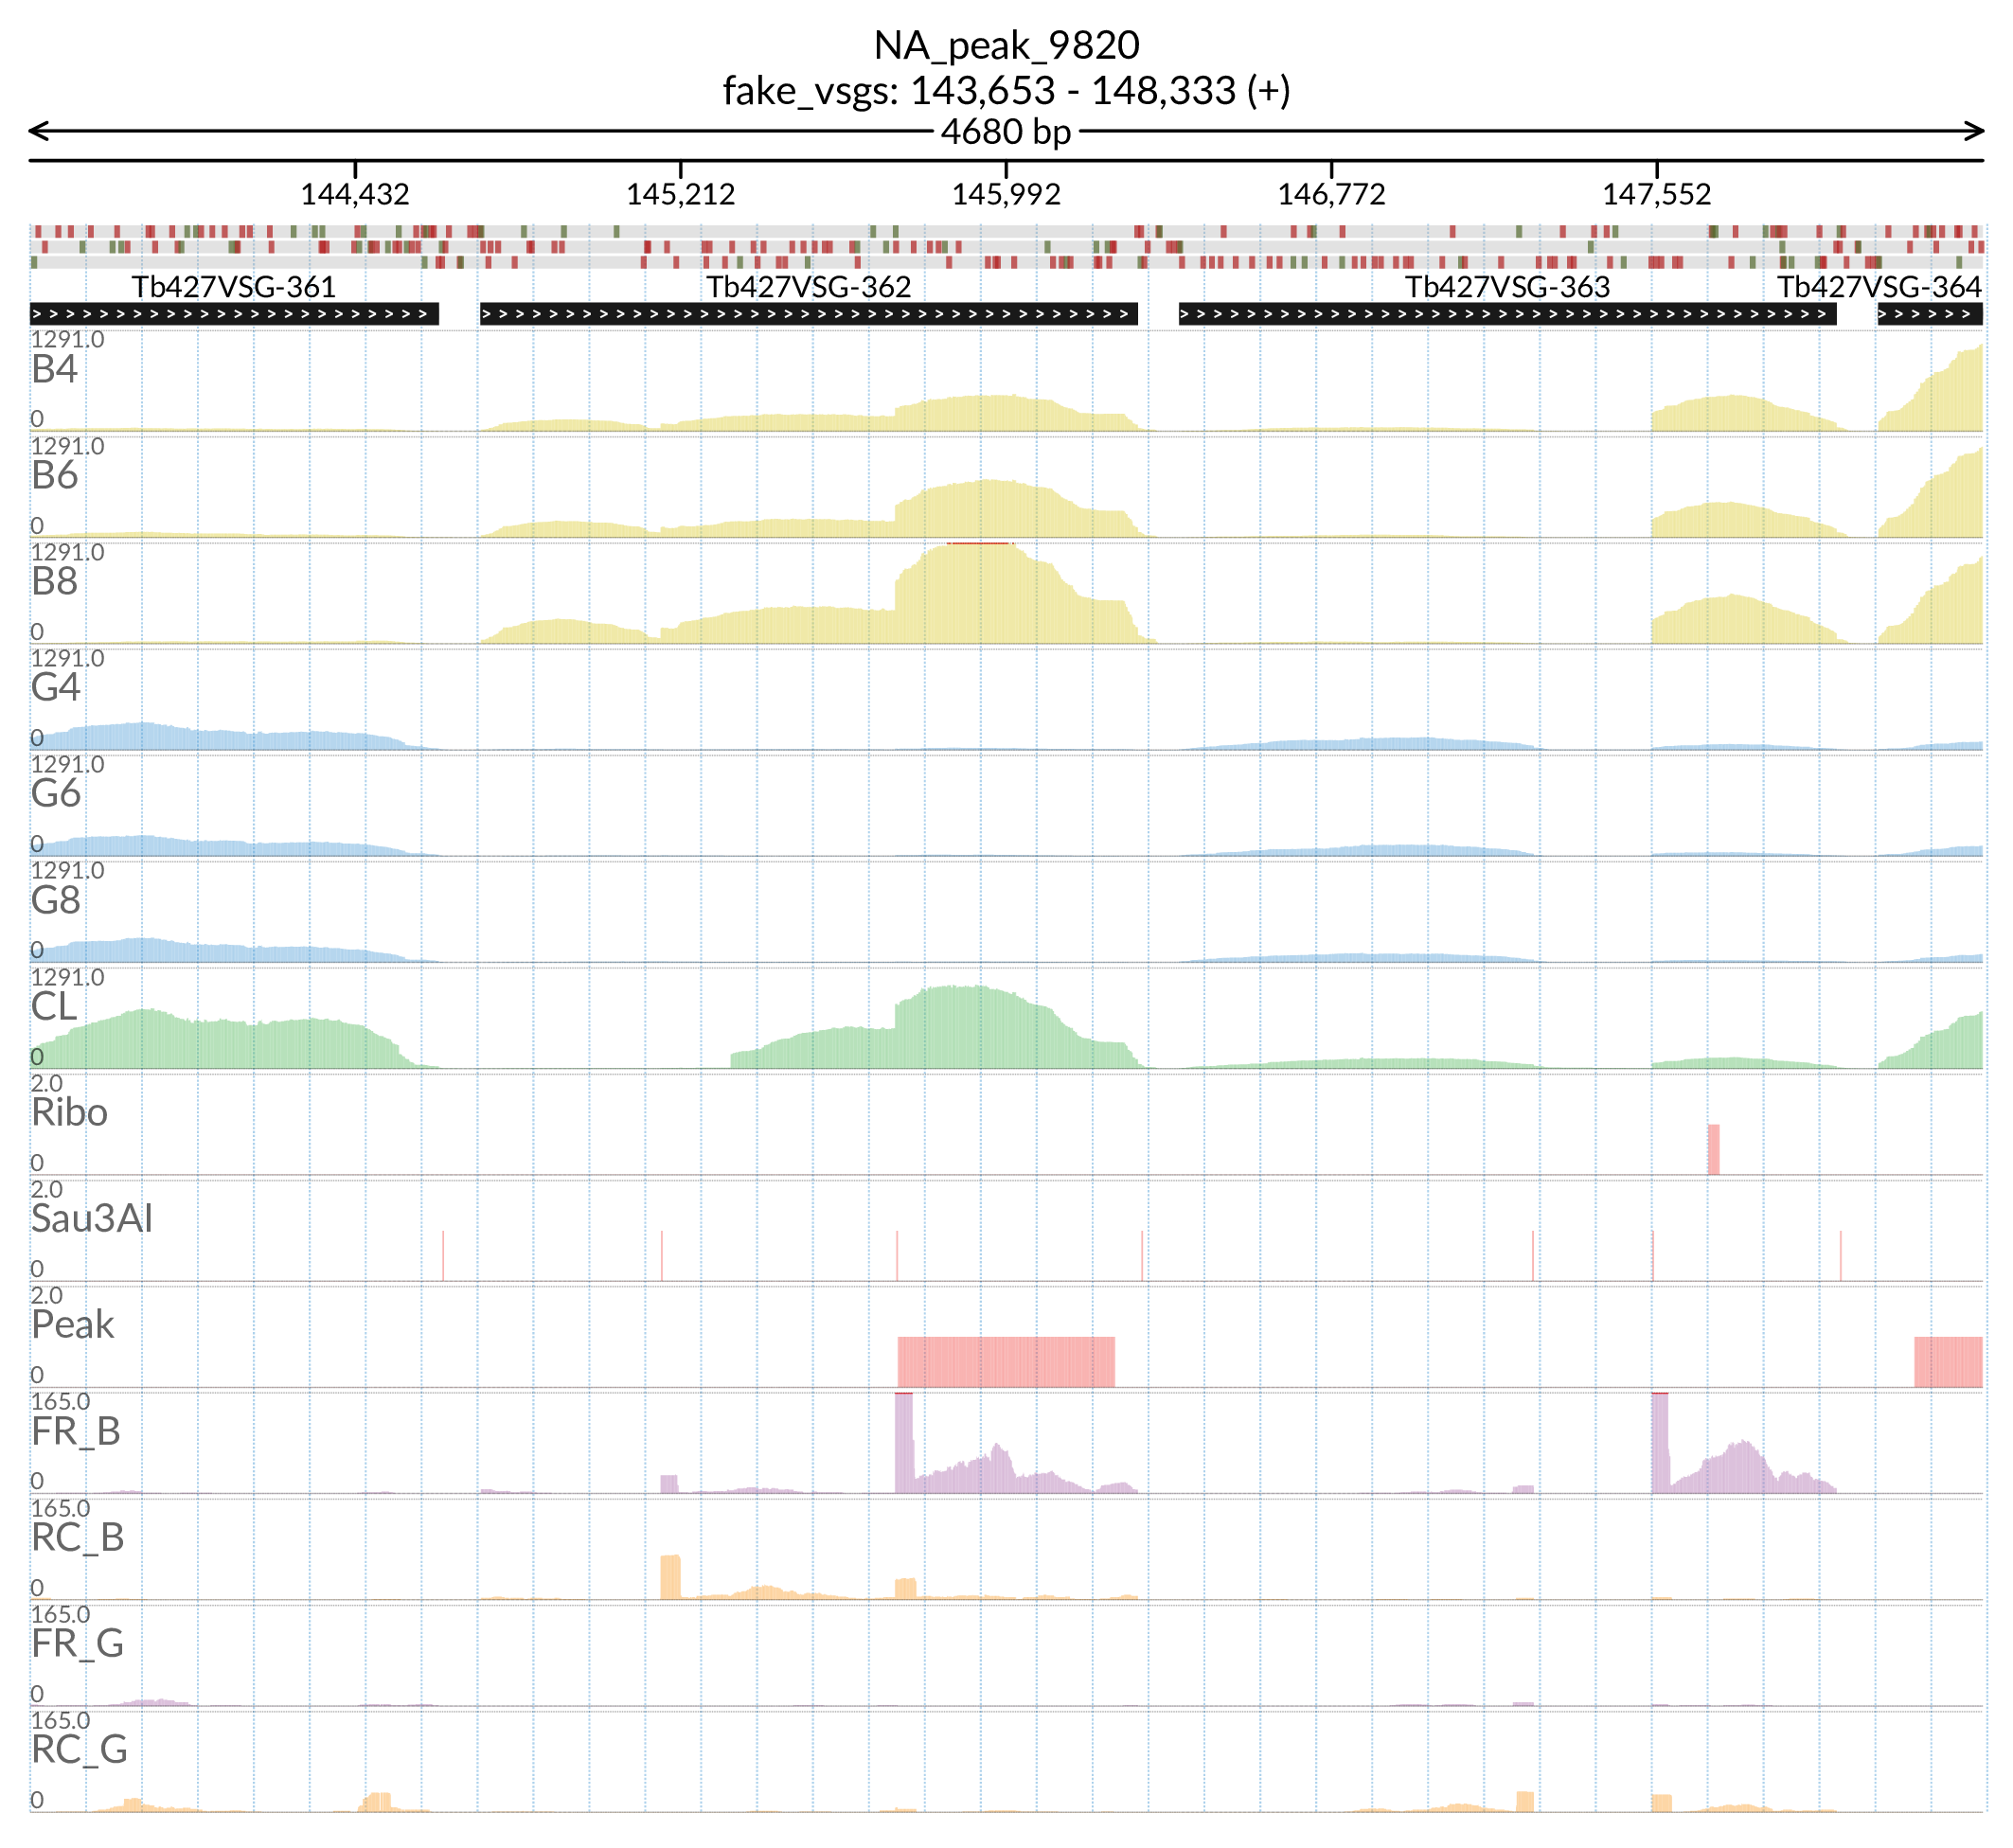 NA_peak_9820
fake_vsgs: 143,653 - 148,333 (+)
4680 bp
144,432 145,212 145,992 146,772 147,552
Tb427VSG-361 Tb427VSG-362 Tb427VSG-363 Tb427VSG-364
1291.0
B4
0
1291.0
B6
0
1291.0
B8
0
1291.0
G4
0
1291.0
G6
0
1291.0
G8
0
1291.0
CL
0
2.0
Ribo
0
2.0
Sau3AI
0
2.0
Peak
0
165.0
FR_B
0
165.0
RC_B
0
165.0
FR_G
0
165.0
RC_G
0